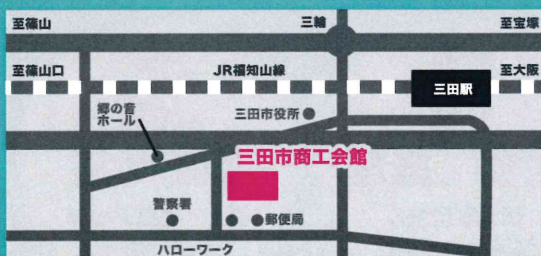 至篠山
三輪
至宝塚
至篠山口
JR福知山線
至大阪
三田駅
郷の音
ホール
三田市役所
三田市商工会館
警察署
郵便局
ハローワーク